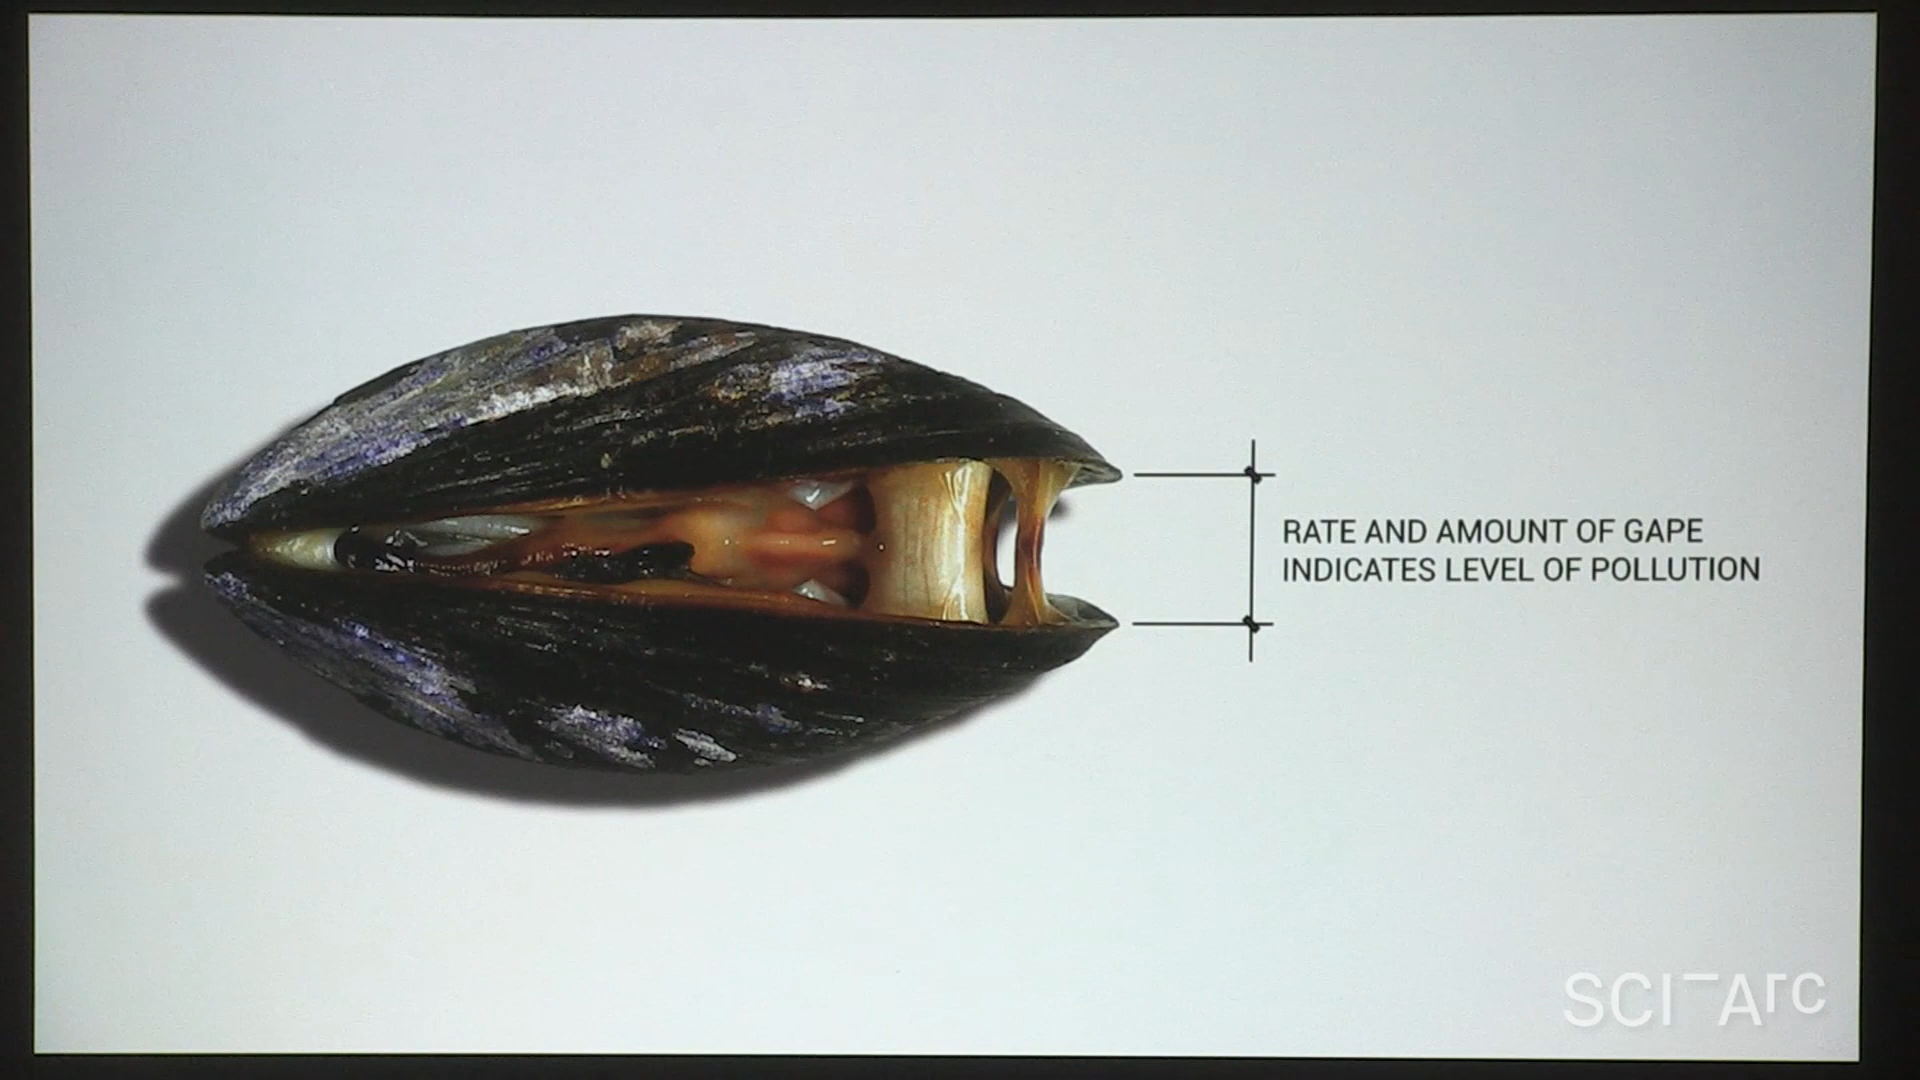 RATE AND AMOUNT OF GAPE
INDICATES LEVEL OF POLLUTION
SCI-Arc